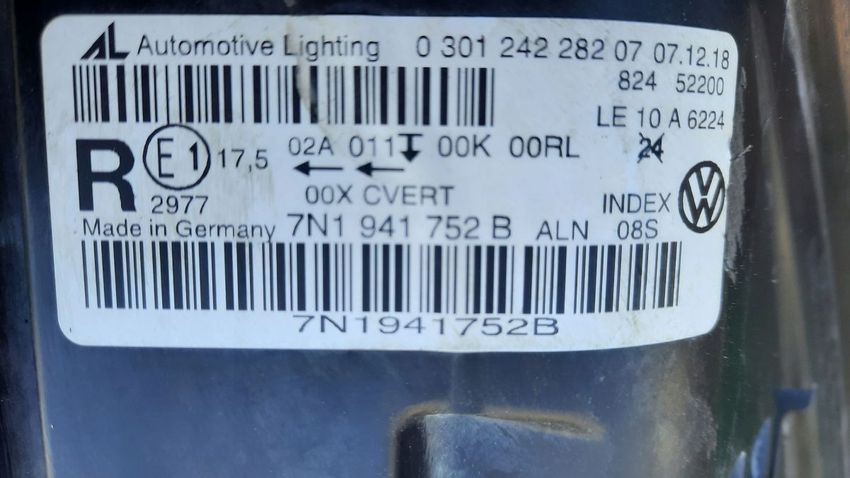 AL Automotive Lighting 0 301 242 282 07 07.12.18
824 52200
LE 10 A 6224
R E1 17,5 02A 011 00K 00RL 24
00X CVERT
2977 INDEX
Made in Germany 7N1 941 752 B ALN 08S
7N1941752B